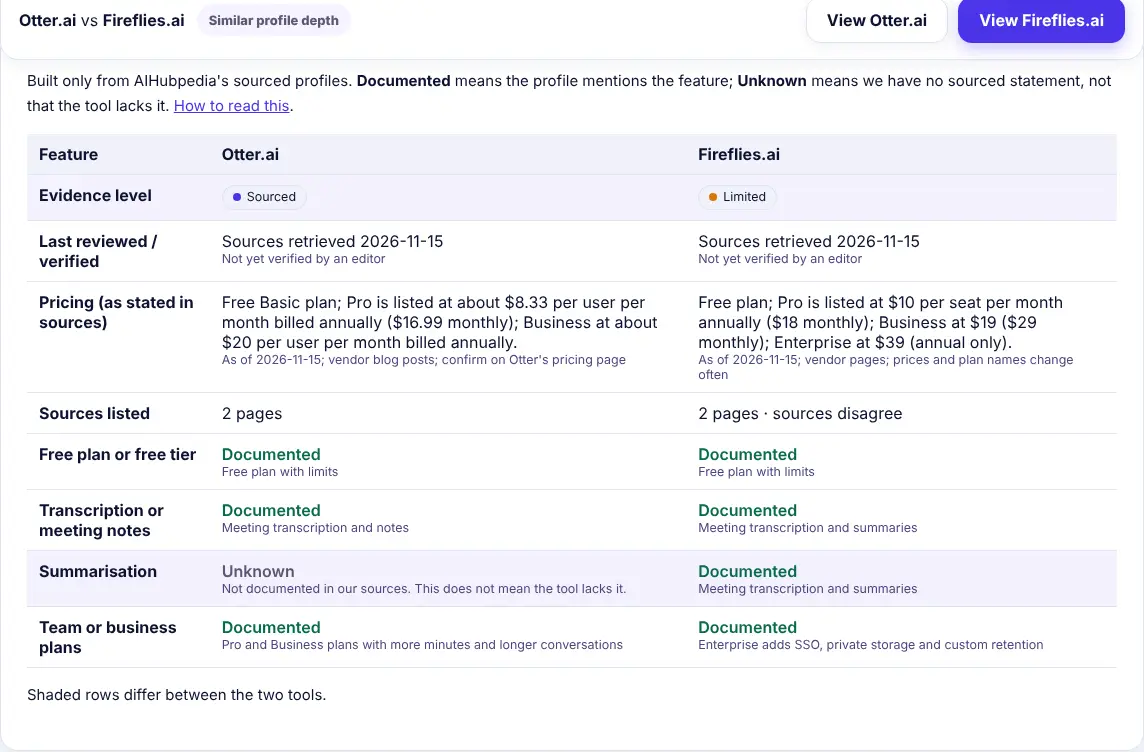 Otter.ai vs Fireflies.ai Similar profile depth View Otter.ai View Fireflies.ai
Built only from AIHubpedia's sourced profiles. Documented means the profile mentions the feature; Unknown means we have no sourced statement, not
that the tool lacks it. How to read this.
Feature Otter.ai Fireflies.ai
Evidence level Sourced Limited
Last reviewed /
verified
Sources retrieved 2026-11-15
Not yet verified by an editor
Sources retrieved 2026-11-15
Not yet verified by an editor
Pricing (as stated in
sources)
Free Basic plan; Pro is listed at about $8.33 per user per
month billed annually ($16.99 monthly); Business at about
$20 per user per month billed annually.
As of 2026-11-15; vendor blog posts; confirm on Otter's pricing page
Free plan; Pro is listed at $10 per seat per month
annually ($18 monthly); Business at $19 ($29
monthly); Enterprise at $39 (annual only).
As of 2026-11-15; vendor pages; prices and plan names change
often
Sources listed 2 pages 2 pages · sources disagree
Free plan or free tier
Documented
Free plan with limits
Documented
Free plan with limits
Transcription or
meeting notes
Documented
Meeting transcription and notes
Documented
Meeting transcription and summaries
Summarisation
Unknown
Not documented in our sources. This does not mean the tool lacks it.
Documented
Meeting transcription and summaries
Team or business
plans
Documented
Pro and Business plans with more minutes and longer conversations
Documented
Enterprise adds SSO, private storage and custom retention
Shaded rows differ between the two tools.